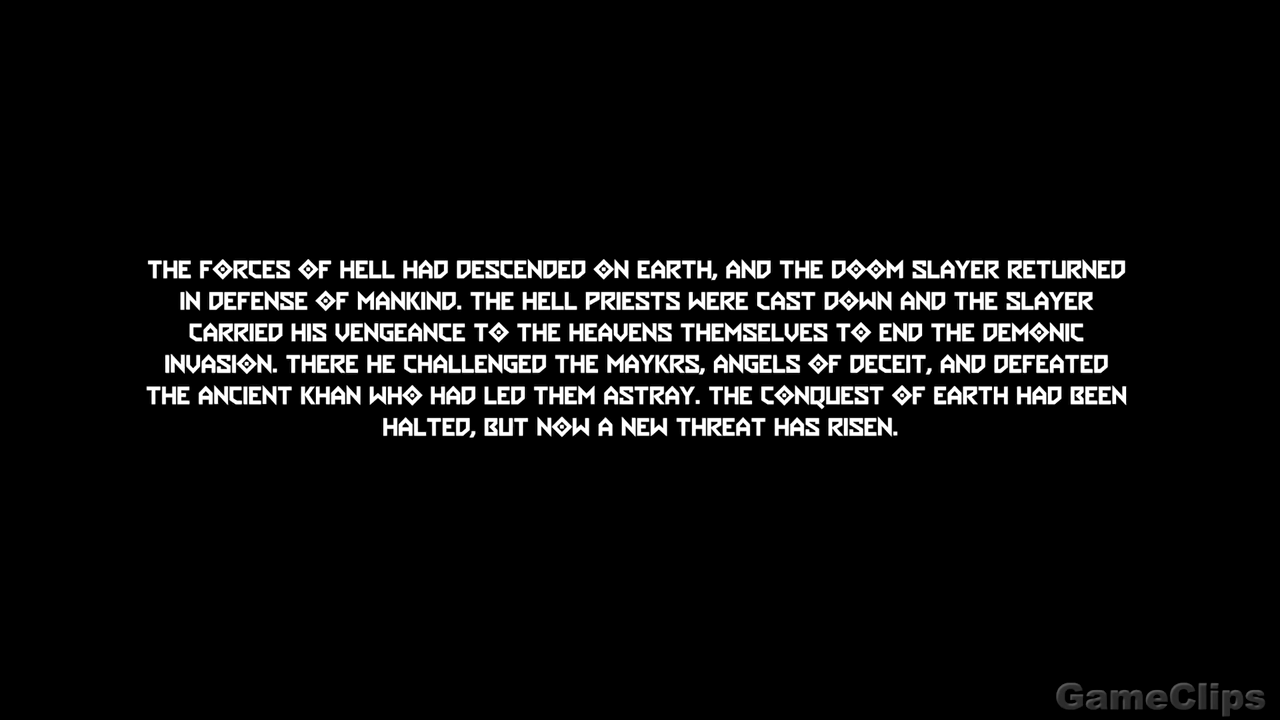 THE FORCES OF HELL HAD DESCENDED ON EARTH, AND THE DOOM SLAYER RETURNED
IN DEFENSE OF MANKIND. THE HELL PRIESTS WERE CAST DOWN AND THE SLAYER
CARRIED HIS VENGEANCE TO THE HEAVENS THEMSELVES TO END THE DEMONIC
INVASION. THERE HE CHALLENGED THE MAYKRS, ANGELS OF DECEIT, AND DEFEATED
THE ANCIENT KHAN WHO HAD LED THEM ASTRAY. THE CONQUEST OF EARTH HAD BEEN
HALTED, BUT NOW A NEW THREAT HAS RISEN.
GameClips